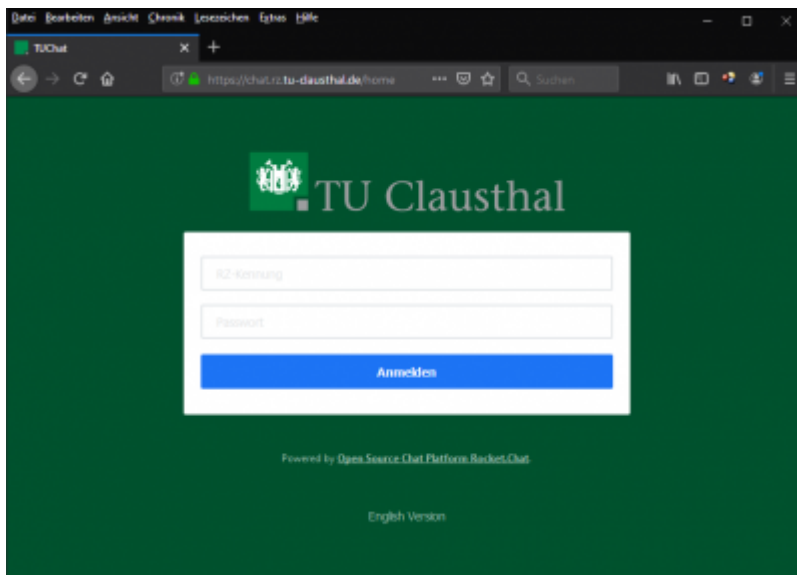 Datei Bearbeiten Ansicht Chronik Lesezeichen Extras Hilfe
TUChat
https://chat.rz.tu-clausthal.de/home
Suchen
TU Clausthal
RZ-Kennung
Passwort
Anmelden
Powered by Open Source Chat Platform Rocket.Chat.
English Version